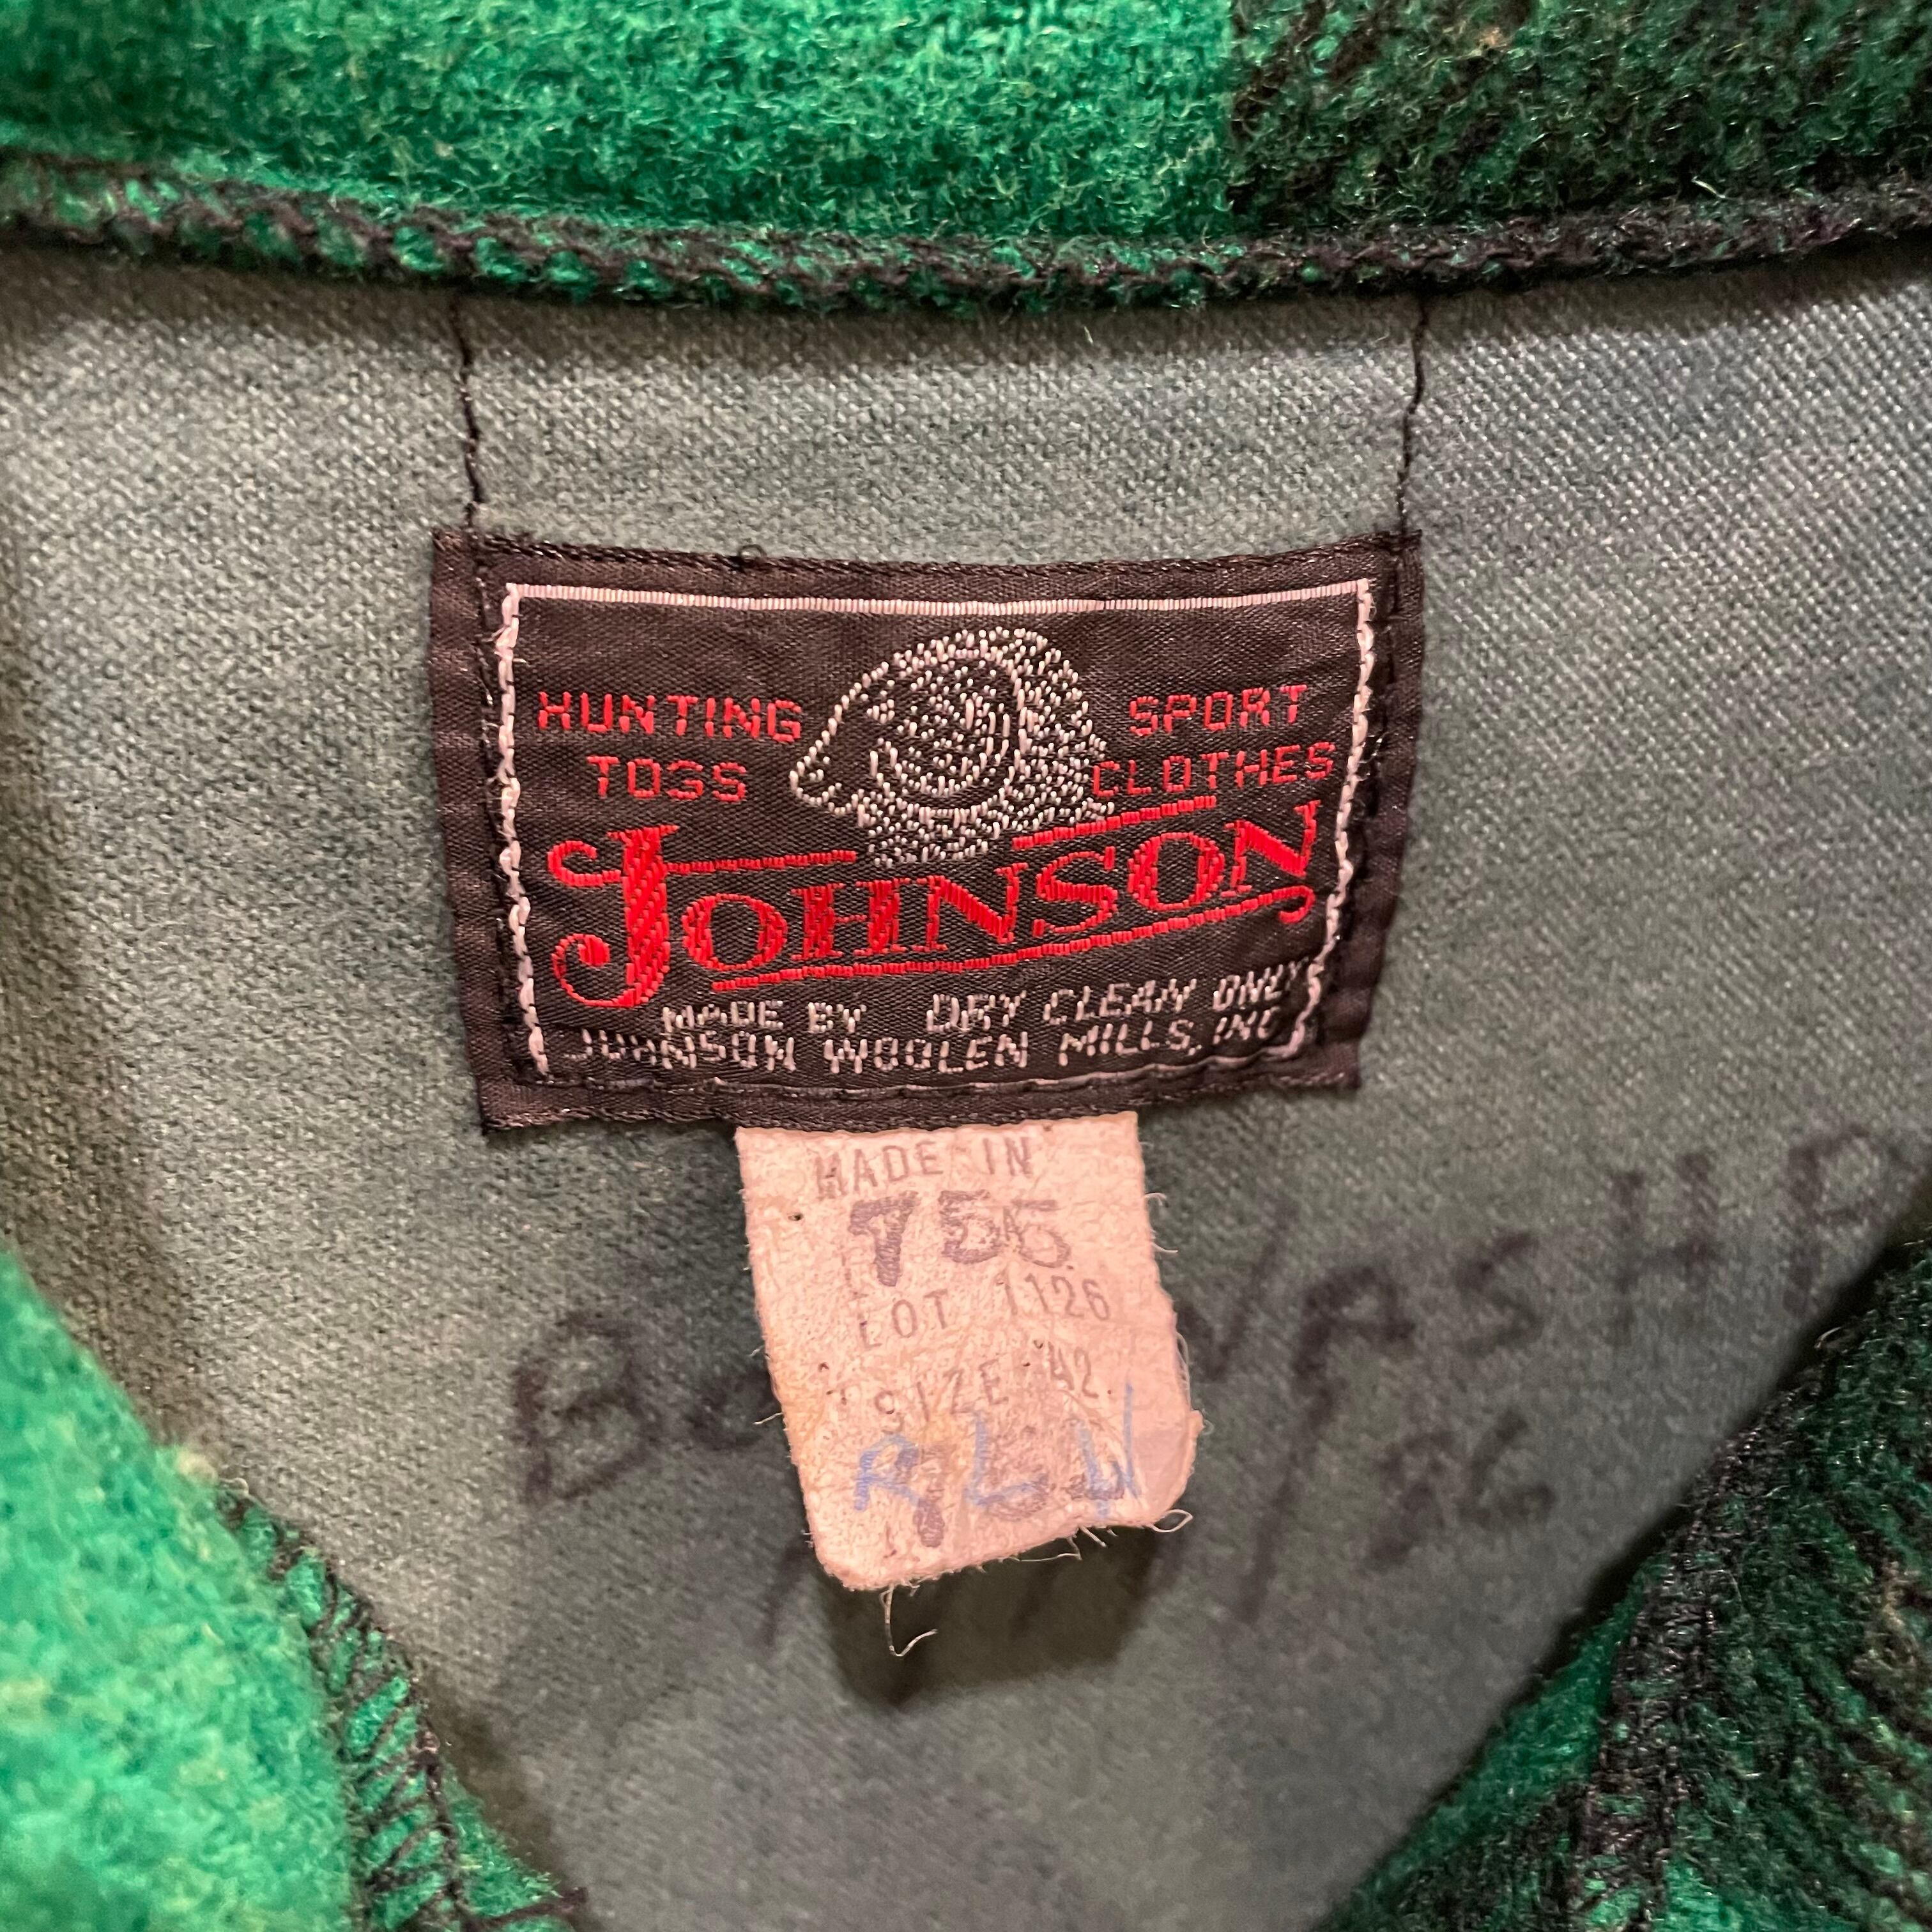 HUNTING TOGS
SPORT CLOTHES
JOHNSON
MADE BY DRY CLEAN ONLY
JOHNSON WOOLEN MILLS, INC
MADE IN
755
LOT 1126
SIZE 42
RLW